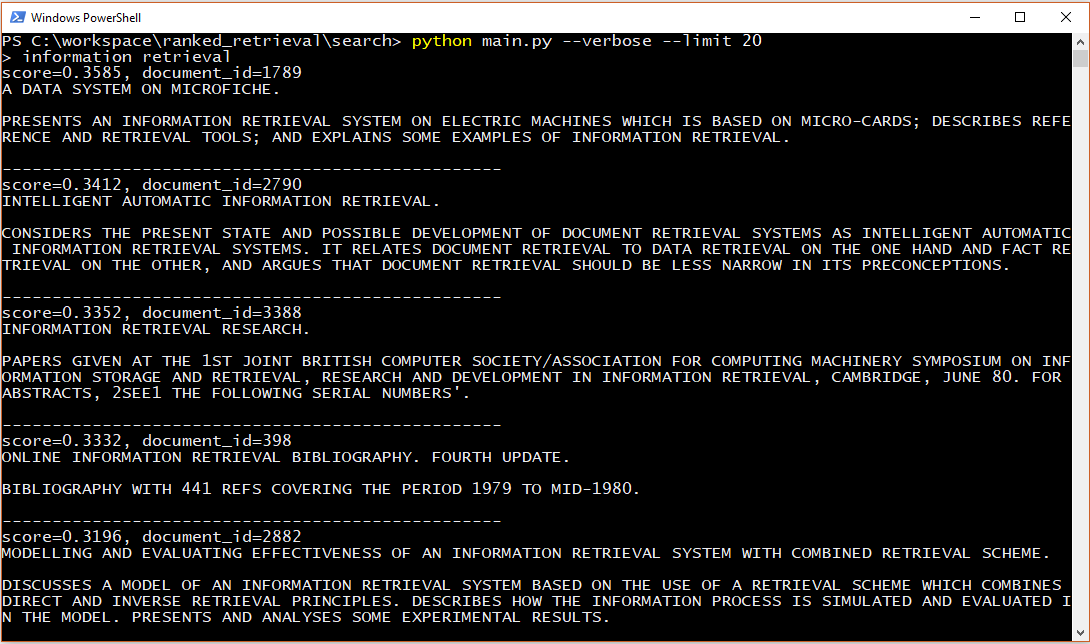 Windows PowerShell
PS C:\workspace\ranked_retrieval\search> python main.py --verbose --limit 20
> information retrieval
score=0.3585, document_id=1789
A DATA SYSTEM ON MICROFICHE.
PRESENTS AN INFORMATION RETRIEVAL SYSTEM ON ELECTRIC MACHINES WHICH IS BASED ON MICRO-CARDS; DESCRIBES REFE
RENCE AND RETRIEVAL TOOLS; AND EXPLAINS SOME EXAMPLES OF INFORMATION RETRIEVAL.
--------------------------------------------------
score=0.3412, document_id=2790
INTELLIGENT AUTOMATIC INFORMATION RETRIEVAL.
CONSIDERS THE PRESENT STATE AND POSSIBLE DEVELOPMENT OF DOCUMENT RETRIEVAL SYSTEMS AS INTELLIGENT AUTOMATIC
 INFORMATION RETRIEVAL SYSTEMS. IT RELATES DOCUMENT RETRIEVAL TO DATA RETRIEVAL ON THE ONE HAND AND FACT RE
TRIEVAL ON THE OTHER, AND ARGUES THAT DOCUMENT RETRIEVAL SHOULD BE LESS NARROW IN ITS PRECONCEPTIONS.
--------------------------------------------------
score=0.3352, document_id=3388
INFORMATION RETRIEVAL RESEARCH.
PAPERS GIVEN AT THE 1ST JOINT BRITISH COMPUTER SOCIETY/ASSOCIATION FOR COMPUTING MACHINERY SYMPOSIUM ON INF
ORMATION STORAGE AND RETRIEVAL, RESEARCH AND DEVELOPMENT IN INFORMATION RETRIEVAL, CAMBRIDGE, JUNE 80. FOR
ABSTRACTS, 2SEE1 THE FOLLOWING SERIAL NUMBERS'.
--------------------------------------------------
score=0.3332, document_id=398
ONLINE INFORMATION RETRIEVAL BIBLIOGRAPHY. FOURTH UPDATE.
BIBLIOGRAPHY WITH 441 REFS COVERING THE PERIOD 1979 TO MID-1980.
--------------------------------------------------
score=0.3196, document_id=2882
MODELLING AND EVALUATING EFFECTIVENESS OF AN INFORMATION RETRIEVAL SYSTEM WITH COMBINED RETRIEVAL SCHEME.
DISCUSSES A MODEL OF AN INFORMATION RETRIEVAL SYSTEM BASED ON THE USE OF A RETRIEVAL SCHEME WHICH COMBINES
DIRECT AND INVERSE RETRIEVAL PRINCIPLES. DESCRIBES HOW THE INFORMATION PROCESS IS SIMULATED AND EVALUATED I
N THE MODEL. PRESENTS AND ANALYSES SOME EXPERIMENTAL RESULTS.